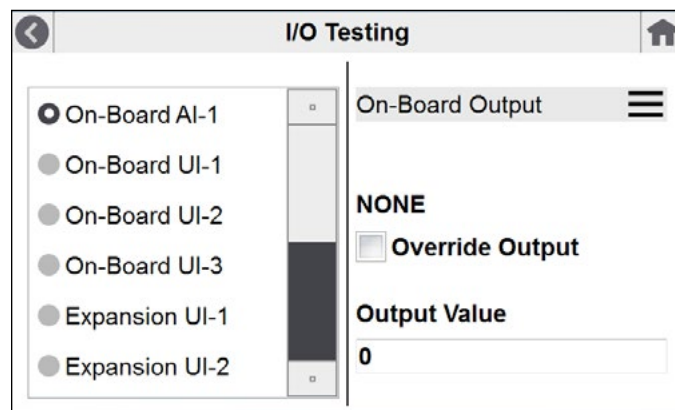 I/O Testing
On-Board AI-1
On-Board UI-1
On-Board UI-2
On-Board UI-3
Expansion UI-1
Expansion UI-2
On-Board Output
NONE
Override Output
Output Value
0